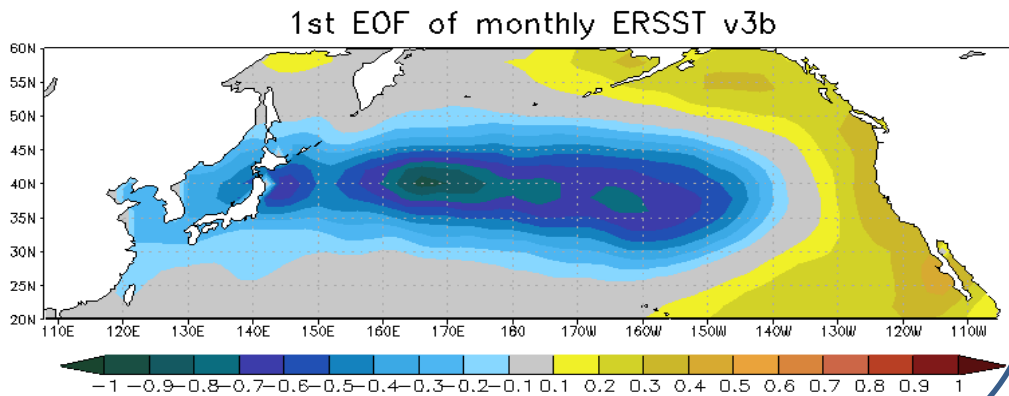 1st EOF of monthly ERSST v3b
60N
55N
50N
45N
40N
35N
30N
25N
20N
110E 120E 130E 140E 150E 160E 170E 180 170W 160W 150W 140W 130W 120W 110W
-1 -0.9 -0.8 -0.7 -0.6 -0.5 -0.4 -0.3 -0.2 -0.1 0.1 0.2 0.3 0.4 0.5 0.6 0.7 0.8 0.9 1